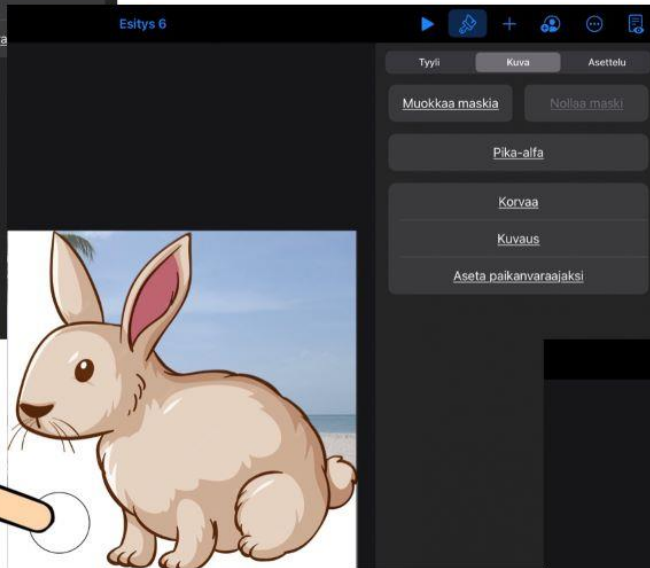 Esitys 6
Tyyli Kuva Asettelu
Muokkaa maskia Nollaa maski
Pika-alfa
Korvaa
Kuvaus
Aseta paikanvaraajaksi